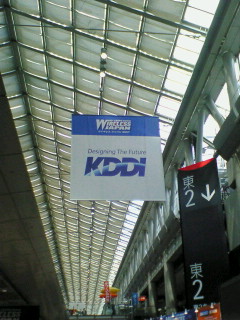 WIRELESS
JAPAN
Designing The Future
KDDI
東
2
東
2